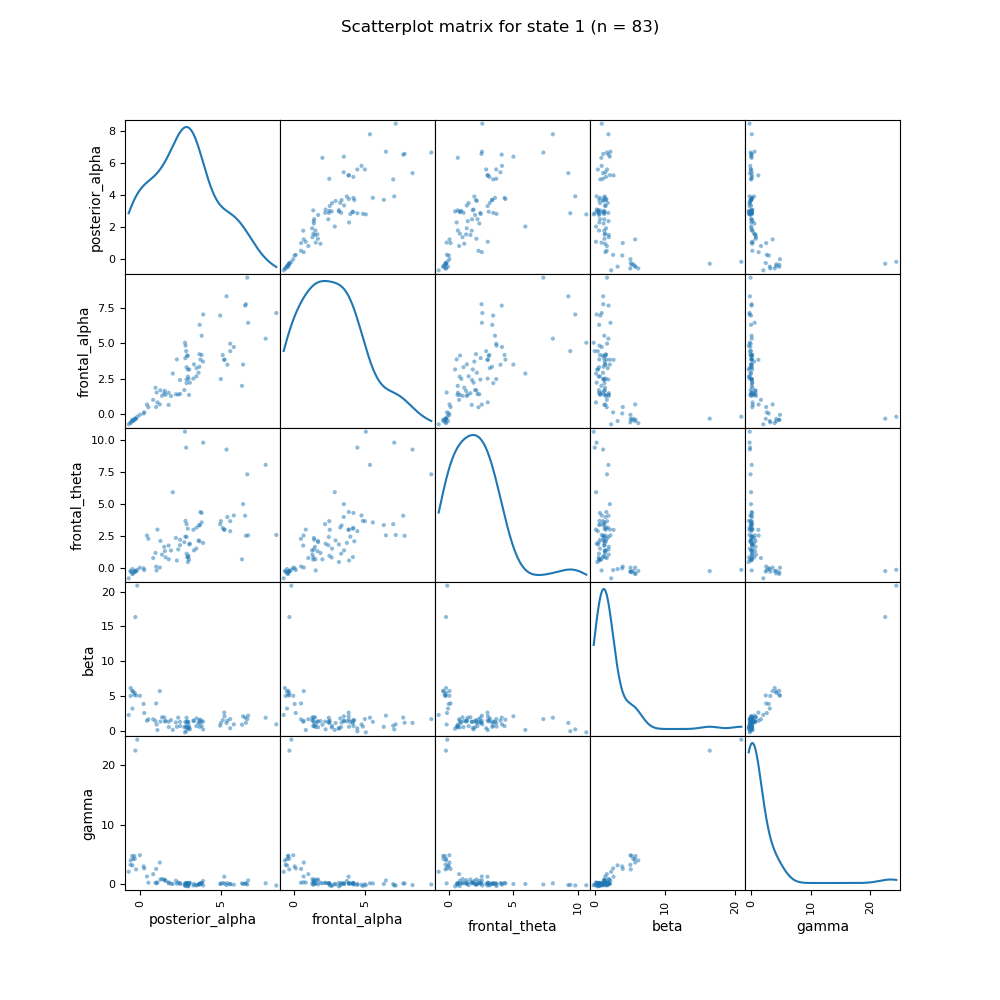 Scatterplot matrix for state 1 (n = 83)
posterior_alpha
8
6
4
2
0
frontal_alpha
7.5
5.0
2.5
0.0
frontal_theta
10.0
7.5
5.0
2.5
0.0
beta
20
15
10
5
0
gamma
20
10
0
0 5 0 5 0 5 10 0 10 20 0 10 20
posterior_alpha frontal_alpha frontal_theta beta gamma